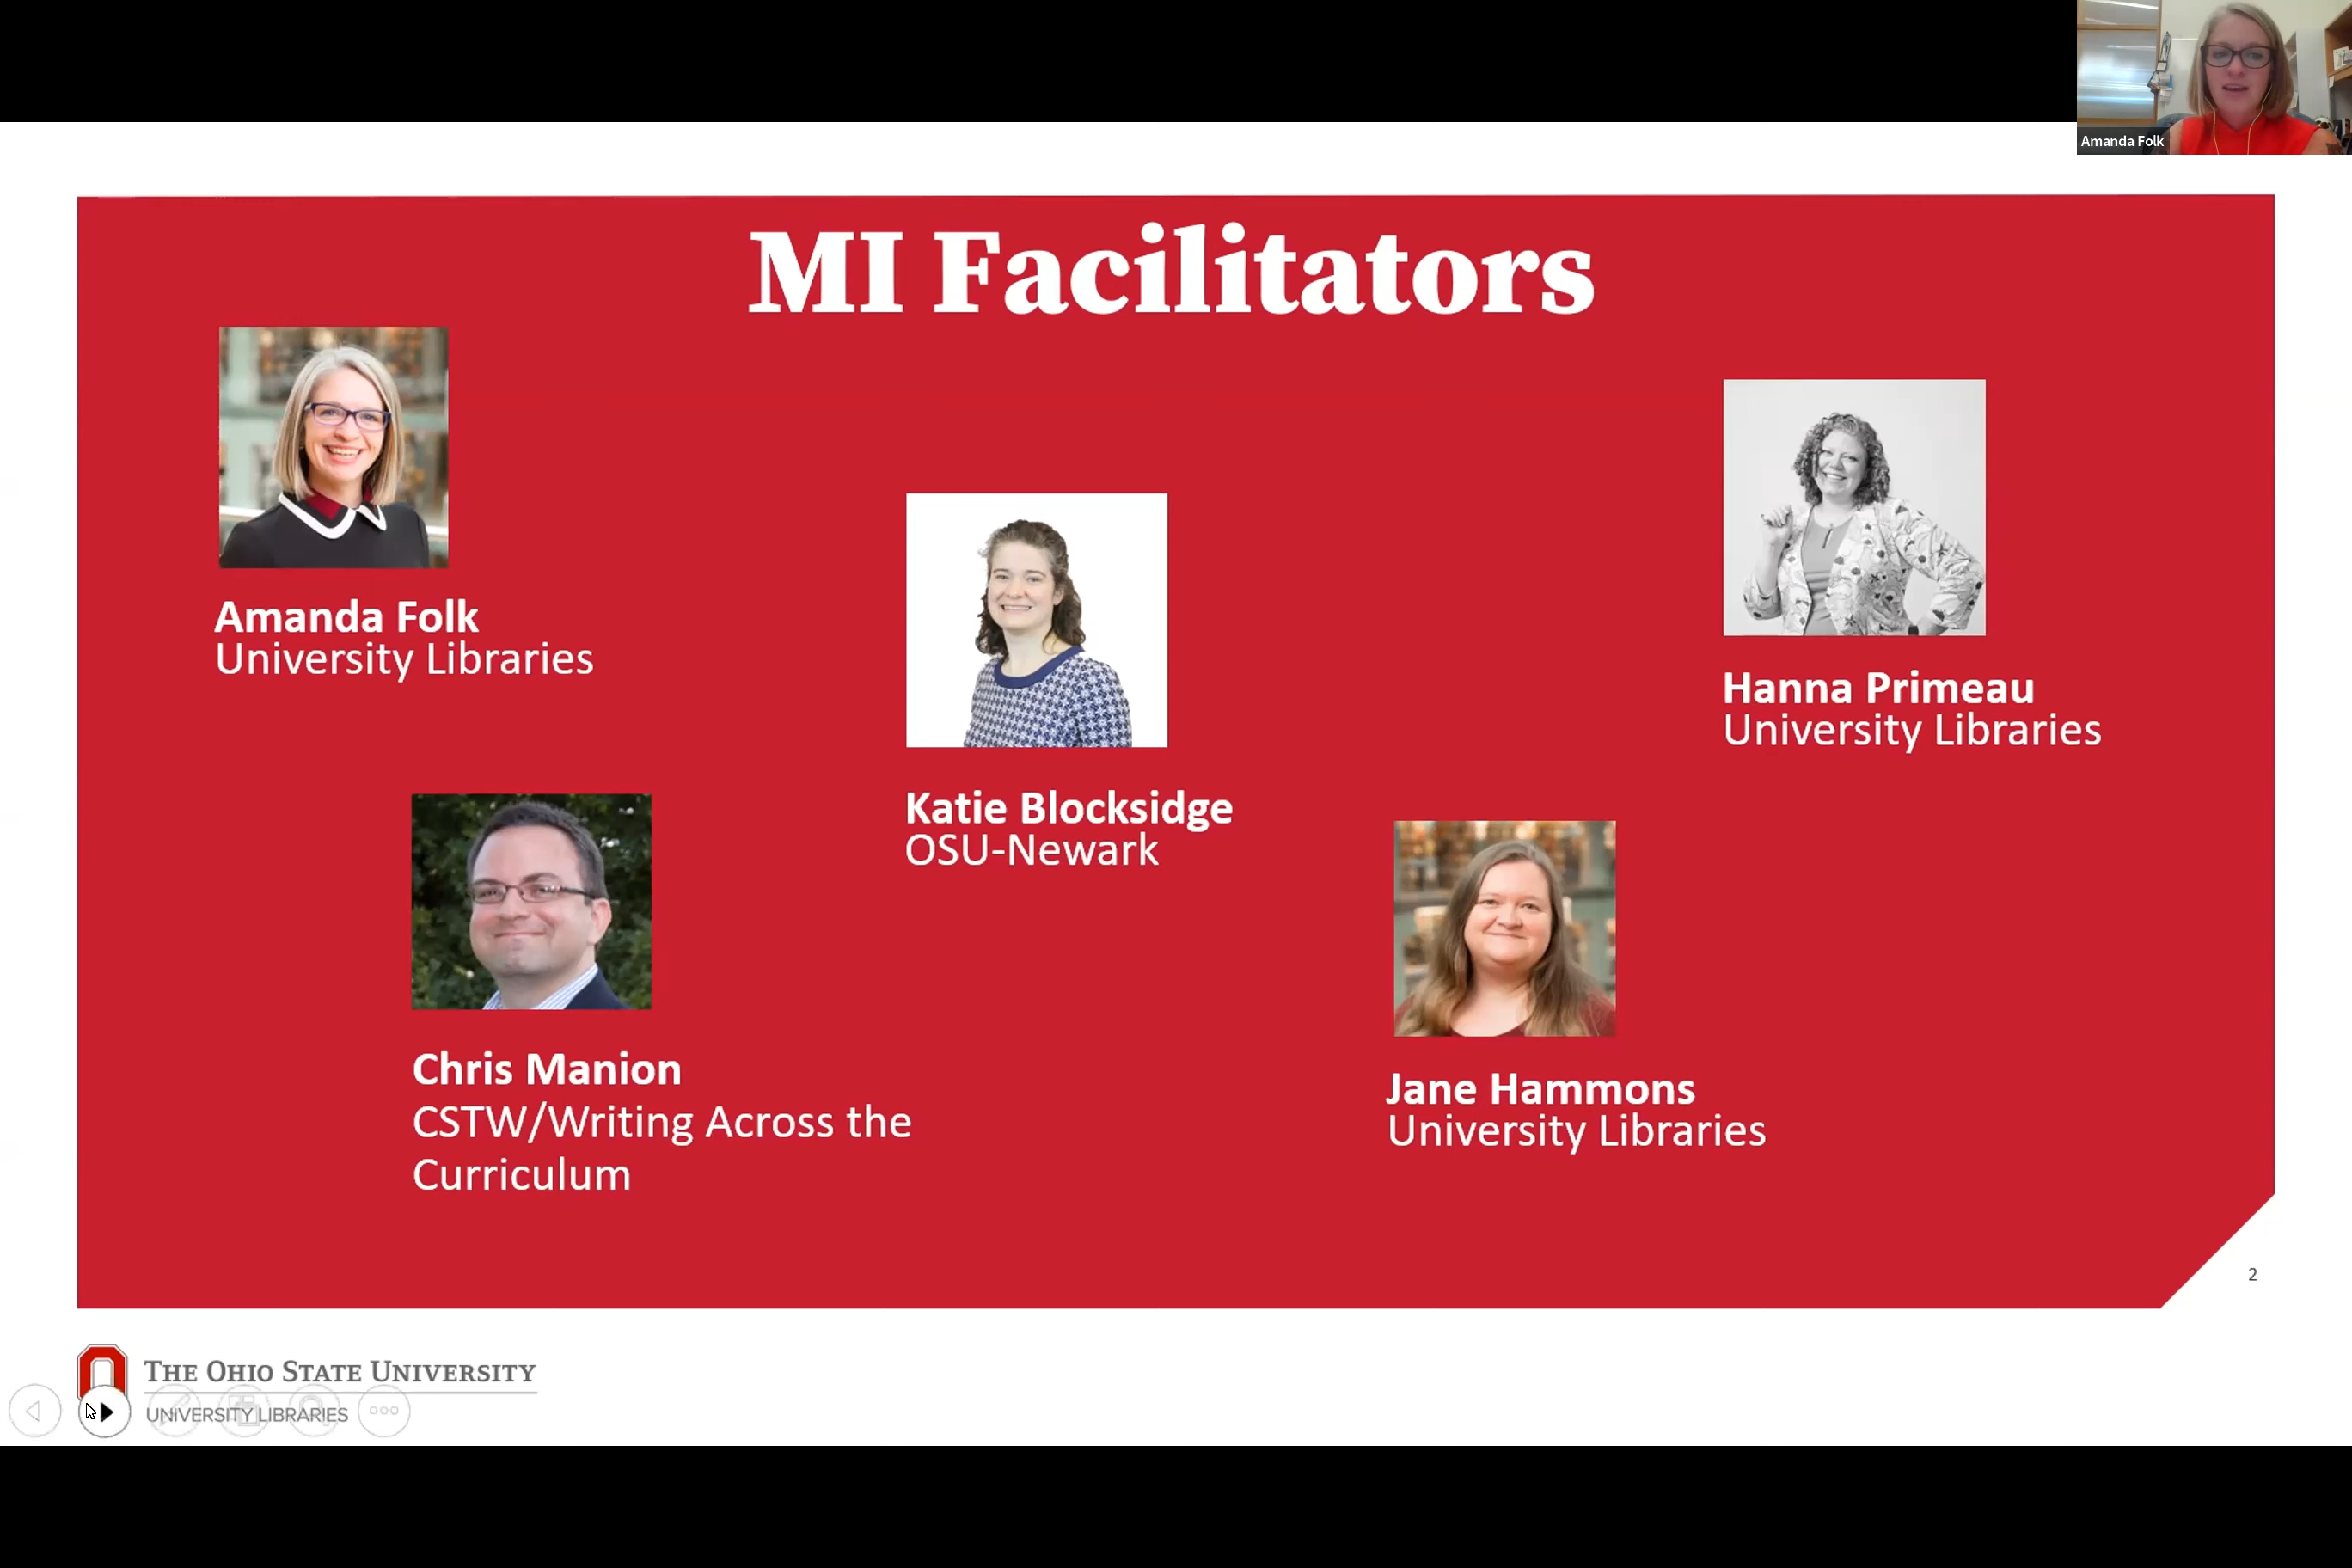 Amanda Folk
MI Facilitators
Amanda Folk
University Libraries
Katie Blocksidge
OSU-Newark
Hanna Primeau
University Libraries
Chris Manion
CSTW/Writing Across the
Curriculum
Jane Hammons
University Libraries
2
THE OHIO STATE UNIVERSITY
UNIVERSITY LIBRARIES